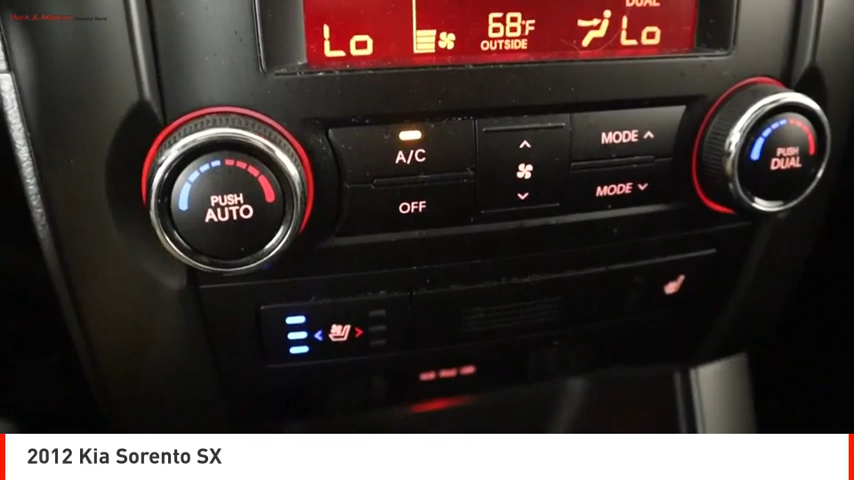 DUAL
Lo 68°F Lo
OUTSIDE
A/C
MODE
PUSH
DUAL
PUSH
AUTO
OFF
MODE
2012 Kia Sorento SX